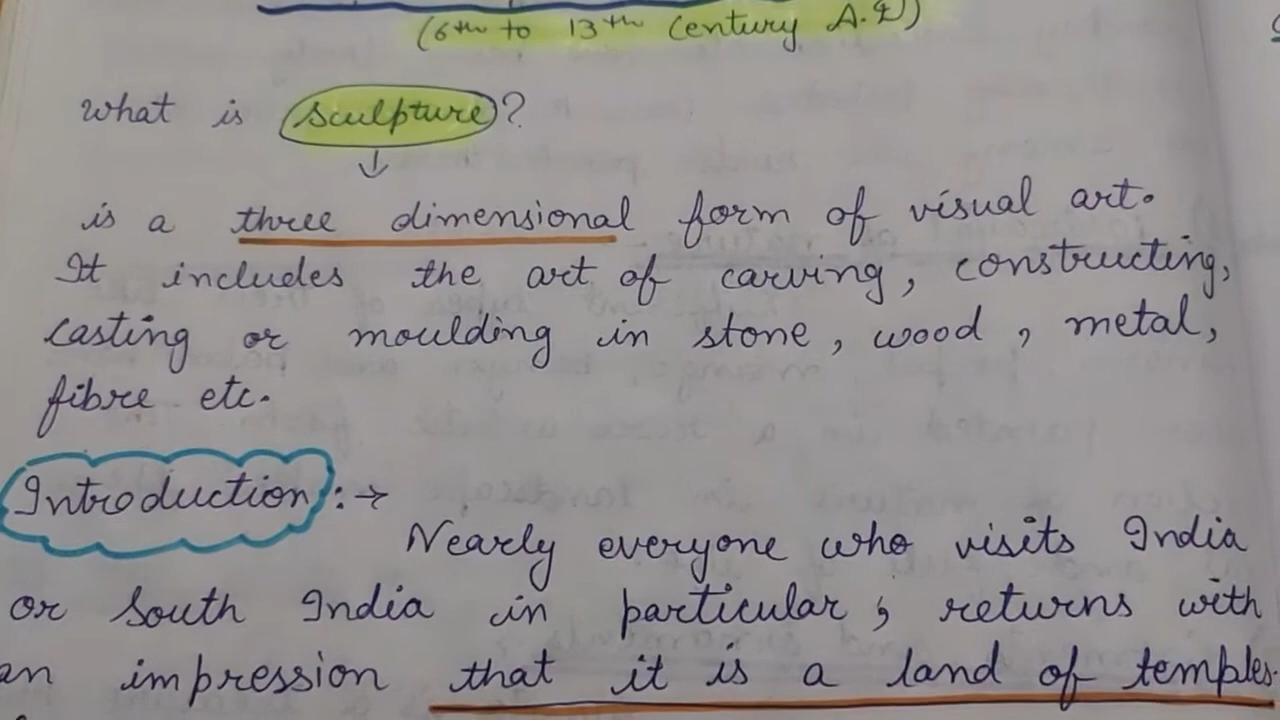 (6th to 13th Century A.D)
What is sculpture?
↓
is a three dimensional form of visual art.
It includes the art of carving, constructing,
casting or moulding in stone, wood, metal,
fibre etc.
Introduction :→
Nearly everyone who visits India
or South India in particular, returns with
an impression that it is a land of temples.